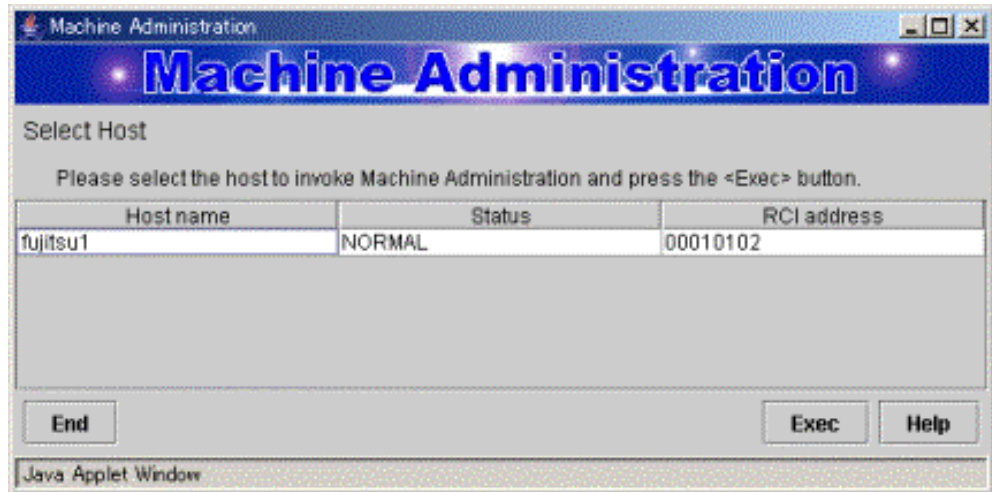 Machine Administration
Machine Administration
Select Host
Please select the host to invoke Machine Administration and press the <Exec> button.
Host name Status RCI address
fujitsu1 NORMAL 00010102
End Exec Help
Java Applet Window